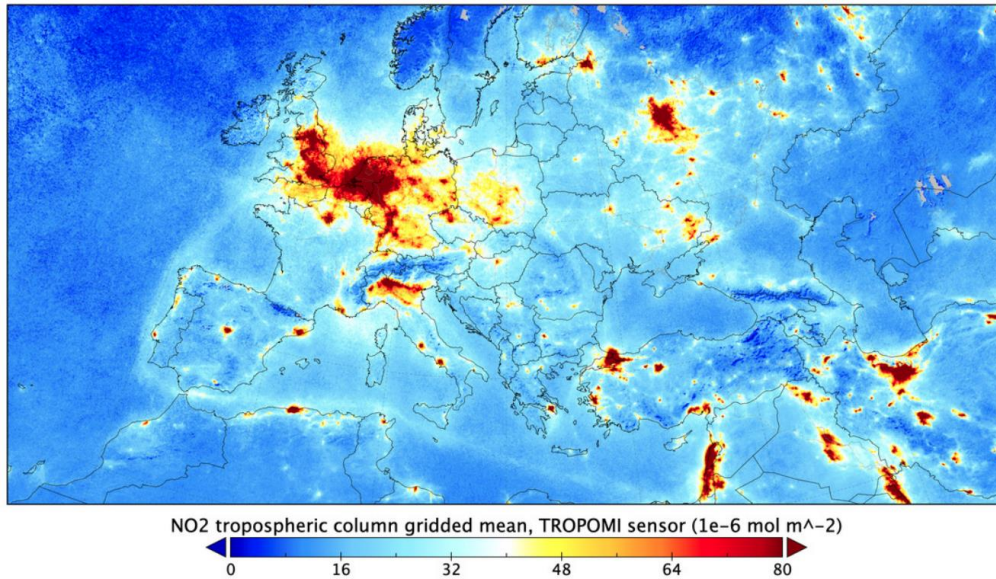 NO2 tropospheric column gridded mean, TROPOMI sensor (1e-6 mol m^-2)
0 16 32 48 64 80